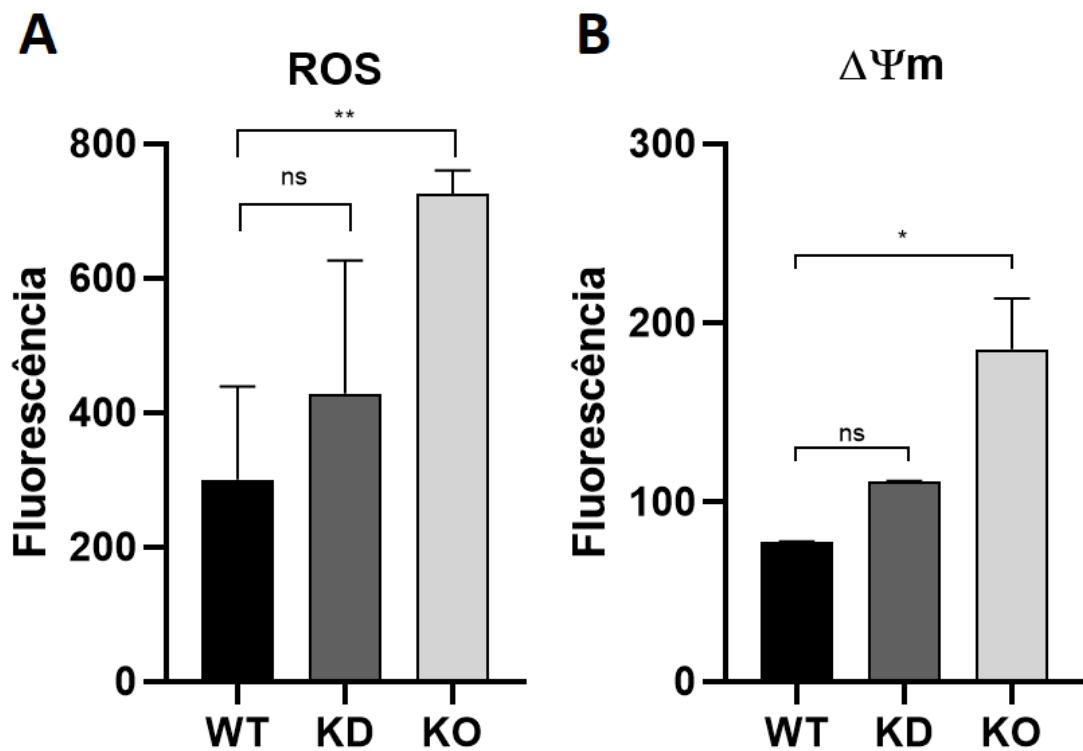 A
ROS
**
ns
800
600
400
200
0
Fluorescência
WT KD KO
B
ΔΨm
*
ns
300
200
100
0
Fluorescência
WT KD KO